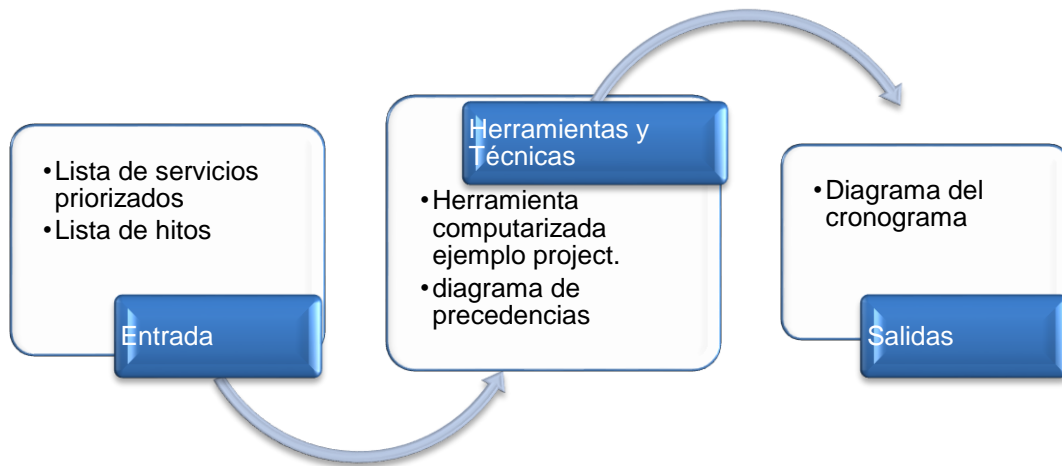 •Lista de servicios
priorizados
•Lista de hitos
Entrada
Herramientas y
Técnicas
•Herramienta
computarizada
ejemplo project.
•diagrama de
precedencias
•Diagrama del
cronograma
Salidas